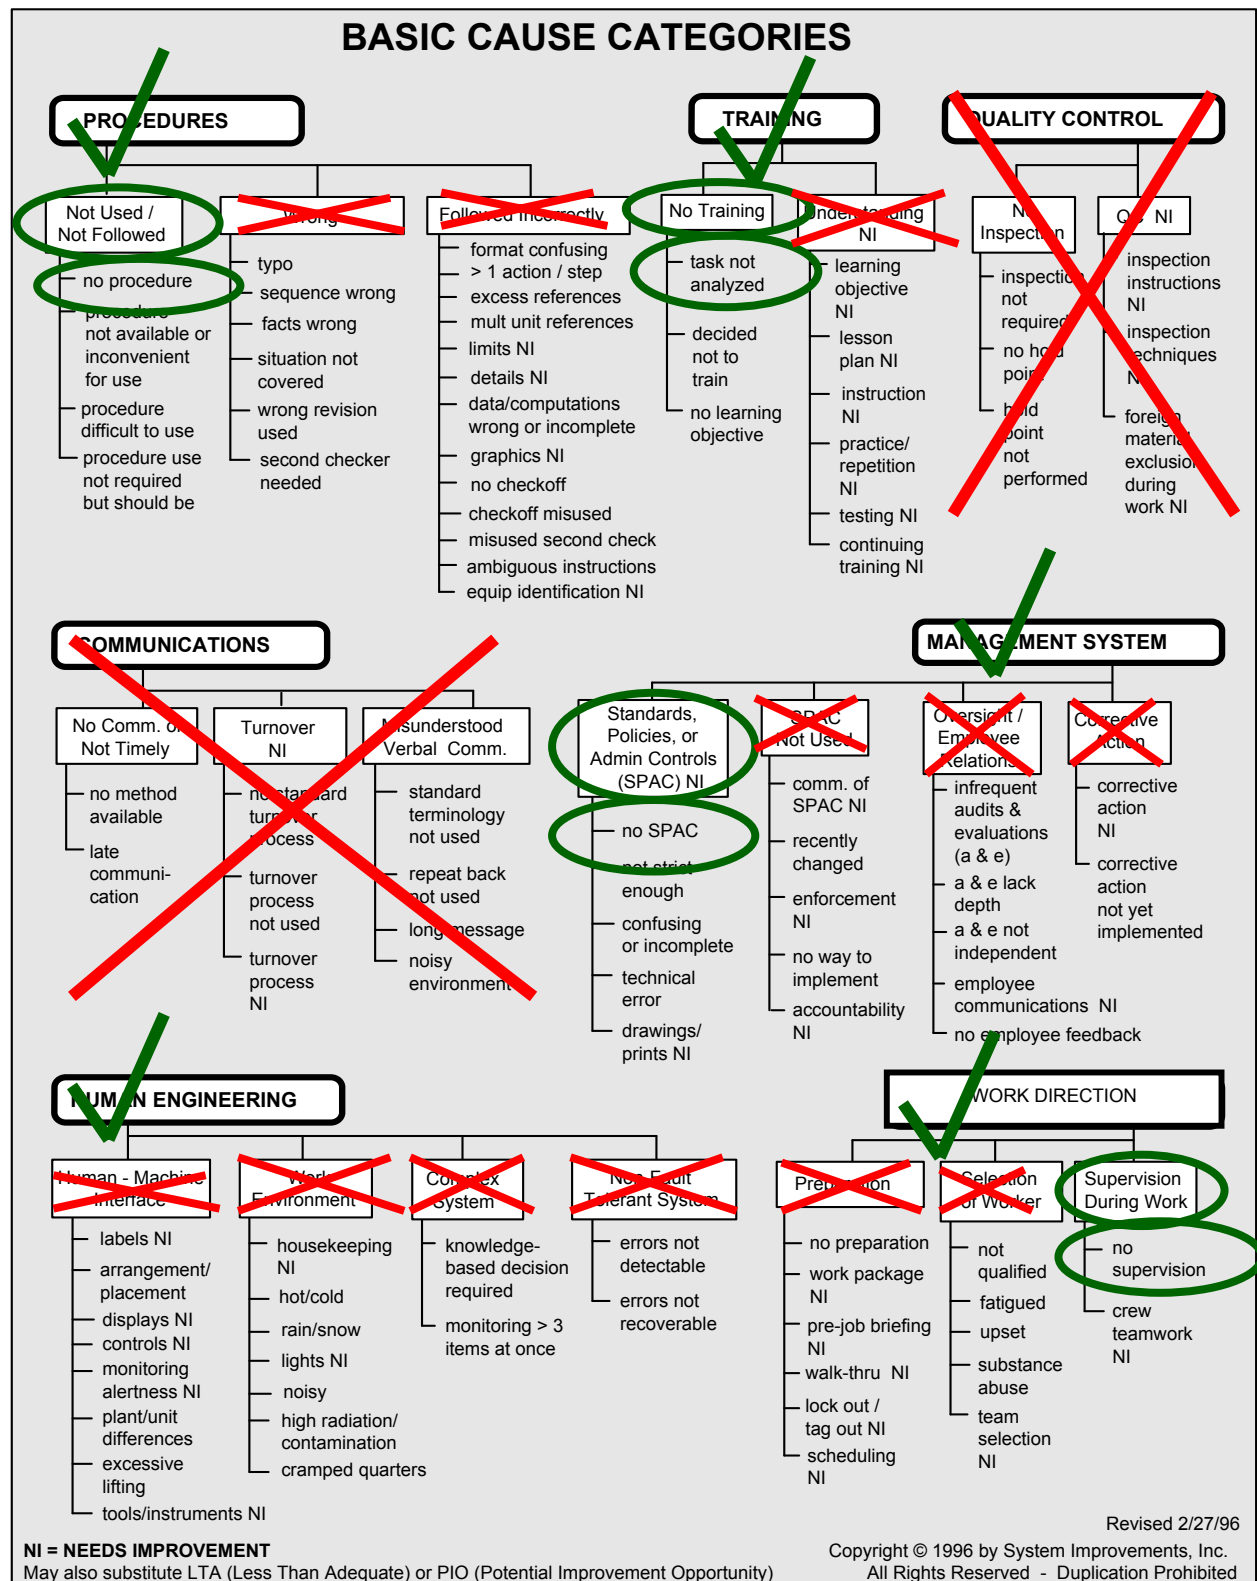 BASIC CAUSE CATEGORIES
PROCEDURES
Not Used /
Not Followed
no procedure
procedure
not available or
inconvenient
for use
procedure
difficult to use
procedure use
not required
but should be
Wrong
typo
sequence wrong
facts wrong
situation not
covered
wrong revision
used
second checker
needed
Followed Incorrectly
format confusing
> 1 action / step
excess references
mult unit references
limits NI
details NI
data/computations
wrong or incomplete
graphics NI
no checkoff
checkoff misused
misused second check
ambiguous instructions
equip identification NI
TRAINING
No Training
task not
analyzed
decided
not to
train
no learning
objective
Understanding
NI
learning
objective
NI
lesson
plan NI
instruction
NI
practice/
repetition
NI
testing NI
continuing
training NI
QUALITY CONTROL
No
Inspection
inspection
not
required
no hold
point
hold
point
not
performed
QC NI
inspection
instructions
NI
inspection
techniques
NI
foreign
material
exclusion
during
work NI
COMMUNICATIONS
No Comm. or
Not Timely
no method
available
late
communi-
cation
Turnover
NI
no standard
turnover
process
turnover
process
not used
turnover
process
NI
Misunderstood
Verbal Comm.
standard
terminology
not used
repeat back
not used
long message
noisy
environment
MANAGEMENT SYSTEM
Standards,
Policies, or
Admin Controls
(SPAC) NI
no SPAC
not strict
enough
confusing
or incomplete
technical
error
drawings/
prints NI
SPAC
Not Used
comm. of
SPAC NI
recently
changed
enforcement
NI
no way to
implement
accountability
NI
Oversight /
Employee
Relations
infrequent
audits &
evaluations
(a & e)
a & e lack
depth
a & e not
independent
employee
communications NI
no employee feedback
Corrective
Action
corrective
action
NI
corrective
action
not yet
implemented
HUMAN ENGINEERING
Human - Machine
Interface
labels NI
arrangement/
placement
displays NI
controls NI
monitoring
alertness NI
plant/unit
differences
excessive
lifting
tools/instruments NI
Work
Environment
housekeeping
NI
hot/cold
rain/snow
lights NI
noisy
high radiation/
contamination
cramped quarters
Complex
System
knowledge-
based decision
required
monitoring > 3
items at once
Non-Fault
Tolerant System
errors not
detectable
errors not
recoverable
WORK DIRECTION
Preparation
no preparation
work package
NI
pre-job briefing
NI
walk-thru NI
lock out /
tag out NI
scheduling
NI
Selection
of Worker
not
qualified
fatigued
upset
substance
abuse
team
selection
NI
Supervision
During Work
no
supervision
crew
teamwork
NI
Revised 2/27/96
NI = NEEDS IMPROVEMENT
May also substitute LTA (Less Than Adequate) or PIO (Potential Improvement Opportunity)
Copyright © 1996 by System Improvements, Inc.
All Rights Reserved - Duplication Prohibited